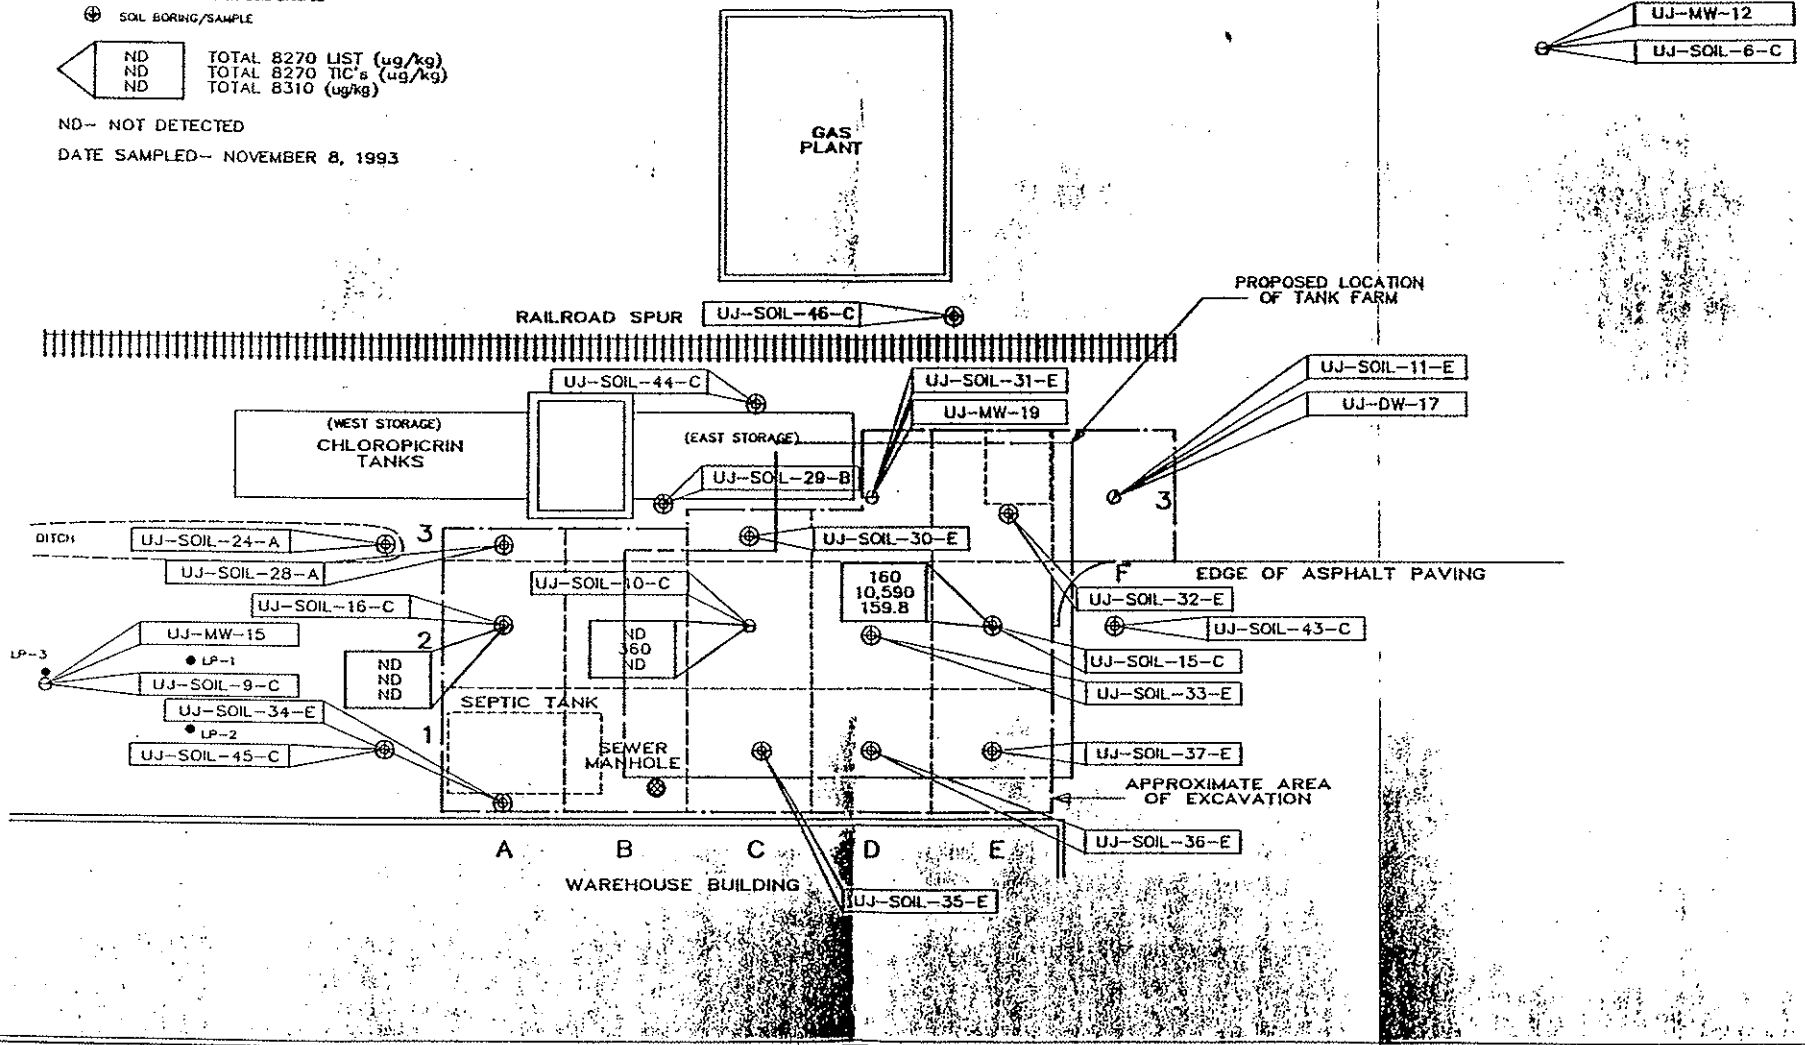 SOIL BORING/SAMPLE
ND
ND
ND
TOTAL 8270 LIST (ug/kg)
TOTAL 8270 TIC's (ug/kg)
TOTAL 8310 (ug/kg)
ND- NOT DETECTED
DATE SAMPLED- NOVEMBER 8, 1993
GAS
PLANT
UJ-MW-12
UJ-SOIL-6-C
PROPOSED LOCATION
OF TANK FARM
RAILROAD SPUR
UJ-SOIL-46-C
UJ-SOIL-44-C
UJ-SOIL-31-E
UJ-MW-19
UJ-SOIL-11-E
UJ-DW-17
(WEST STORAGE)
CHLOROPICRIN
TANKS
(EAST STORAGE)
UJ-SOIL-29-B
3
3
DITCH
UJ-SOIL-24-A
UJ-SOIL-30-E
UJ-SOIL-28-A
UJ-SOIL-10-C
160
10,590
159.8
F
EDGE OF ASPHALT PAVING
UJ-SOIL-16-C
UJ-SOIL-32-E
UJ-MW-15
2
ND
360
ND
UJ-SOIL-43-C
LP-3
LP-1
ND
ND
ND
UJ-SOIL-15-C
UJ-SOIL-9-C
UJ-SOIL-33-E
UJ-SOIL-34-E
SEPTIC TANK
LP-2
1
UJ-SOIL-45-C
SEWER
MANHOLE
UJ-SOIL-37-E
APPROXIMATE AREA
OF EXCAVATION
UJ-SOIL-36-E
A
B
C
D
E
WAREHOUSE BUILDING
UJ-SOIL-35-E